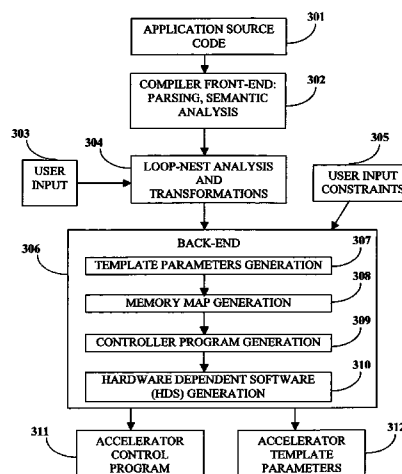 301
APPLICATION SOURCE
CODE
302
COMPILER FRONT-END:
PARSING, SEMANTIC
ANALYSIS
303
304
305
USER
INPUT
LOOP-NEST ANALYSIS
AND
TRANSFORMATIONS
USER INPUT
CONSTRAINTS
306
BACK-END
307
TEMPLATE PARAMETERS GENERATION
308
MEMORY MAP GENERATION
309
CONTROLLER PROGRAM GENERATION
310
HARDWARE DEPENDENT SOFTWARE
(HDS) GENERATION
311
ACCELERATOR
CONTROL
PROGRAM
312
ACCELERATOR
TEMPLATE
PARAMETERS